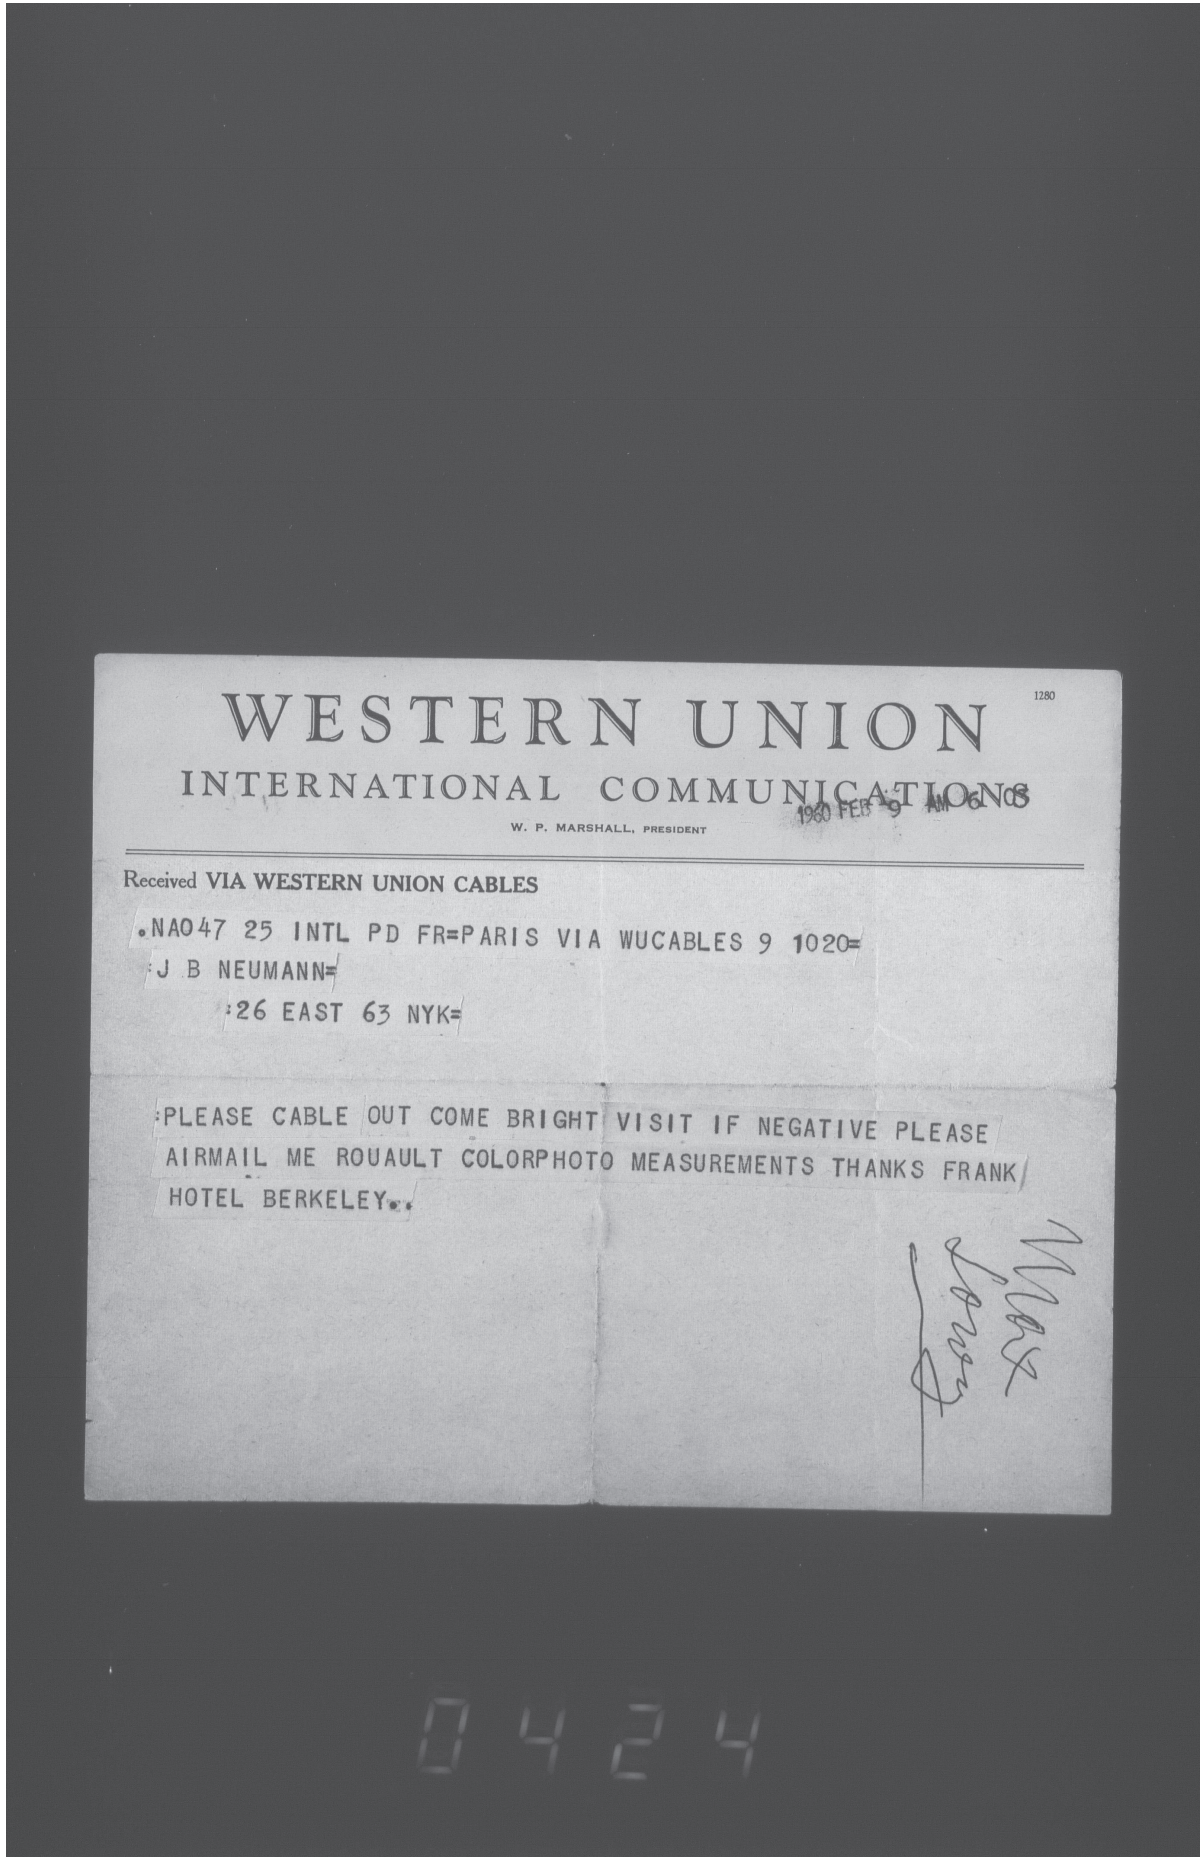 1280
WESTERN UNION
INTERNATIONAL COMMUNICATIONS
1960 FEB 9 AM 6 05
W. P. MARSHALL, PRESIDENT
Received VIA WESTERN UNION CABLES
.NA047 25 INTL PD FR=PARIS VIA WUCABLES 9 1020=
:J B NEUMANN=
:26 EAST 63 NYK=
:PLEASE CABLE OUT COME BRIGHT VISIT IF NEGATIVE PLEASE
AIRMAIL ME ROUAULT COLORPHOTO MEASUREMENTS THANKS FRANK
HOTEL BERKELEY..
Max
0424